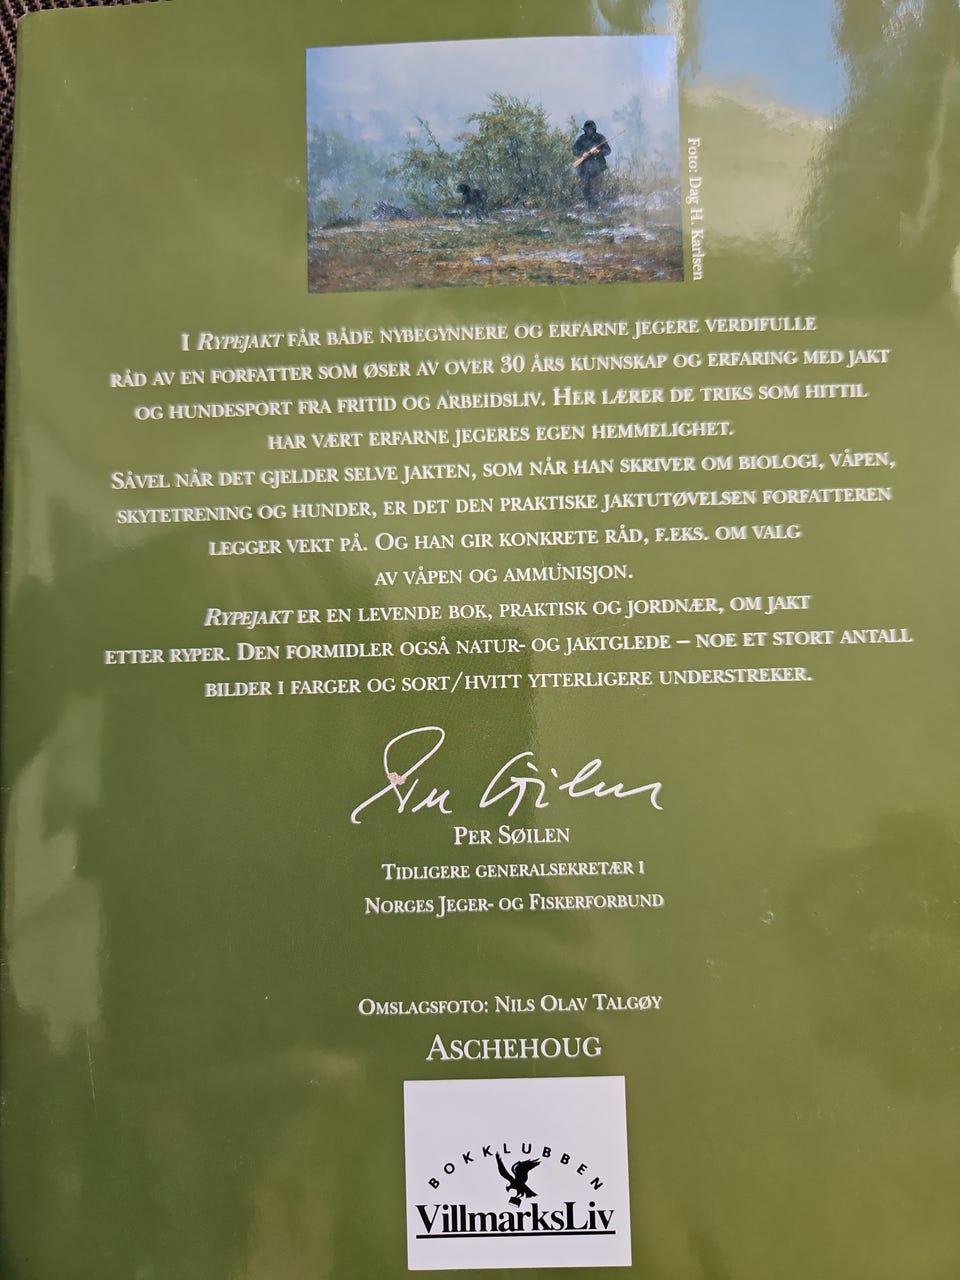 Foto: Dag H. Karlsen
I RYPEJAKT FÅR BÅDE NYBEGYNNERE OG ERFARNE JEGERE VERDIFULLE
RÅD AV EN FORFATTER SOM ØSER AV OVER 30 ÅRS KUNNSKAP OG ERFARING MED JAKT
OG HUNDESPORT FRA FRITID OG ARBEIDSLIV. HER LÆRER DE TRIKS SOM HITTIL
HAR VÆRT ERFARNE JEGERES EGEN HEMMELIGHET.
SÅVEL NÅR DET GJELDER SELVE JAKTEN, SOM NÅR HAN SKRIVER OM BIOLOGI, VÅPEN,
SKYTETRENING OG HUNDER, ER DET DEN PRAKTISKE JAKTUTØVELSEN FORFATTEREN
LEGGER VEKT PÅ. OG HAN GIR KONKRETE RÅD, F.EKS. OM VALG
AV VÅPEN OG AMMUNISJON.
RYPEJAKT ER EN LEVENDE BOK, PRAKTISK OG JORDNÆR, OM JAKT
ETTER RYPER. DEN FORMIDLER OGSÅ NATUR- OG JAKTGLEDE – NOE ET STORT ANTALL
BILDER I FARGER OG SORT/HVITT YTTERLIGERE UNDERSTREKER.
Per Søilen
PER SØILEN
TIDLIGERE GENERALSEKRETÆR I
NORGES JEGER- OG FISKERFORBUND
OMSLAGSFOTO: NILS OLAV TALGØY
ASCHEHOUG
BOKKLUBBEN
VillmarksLiv